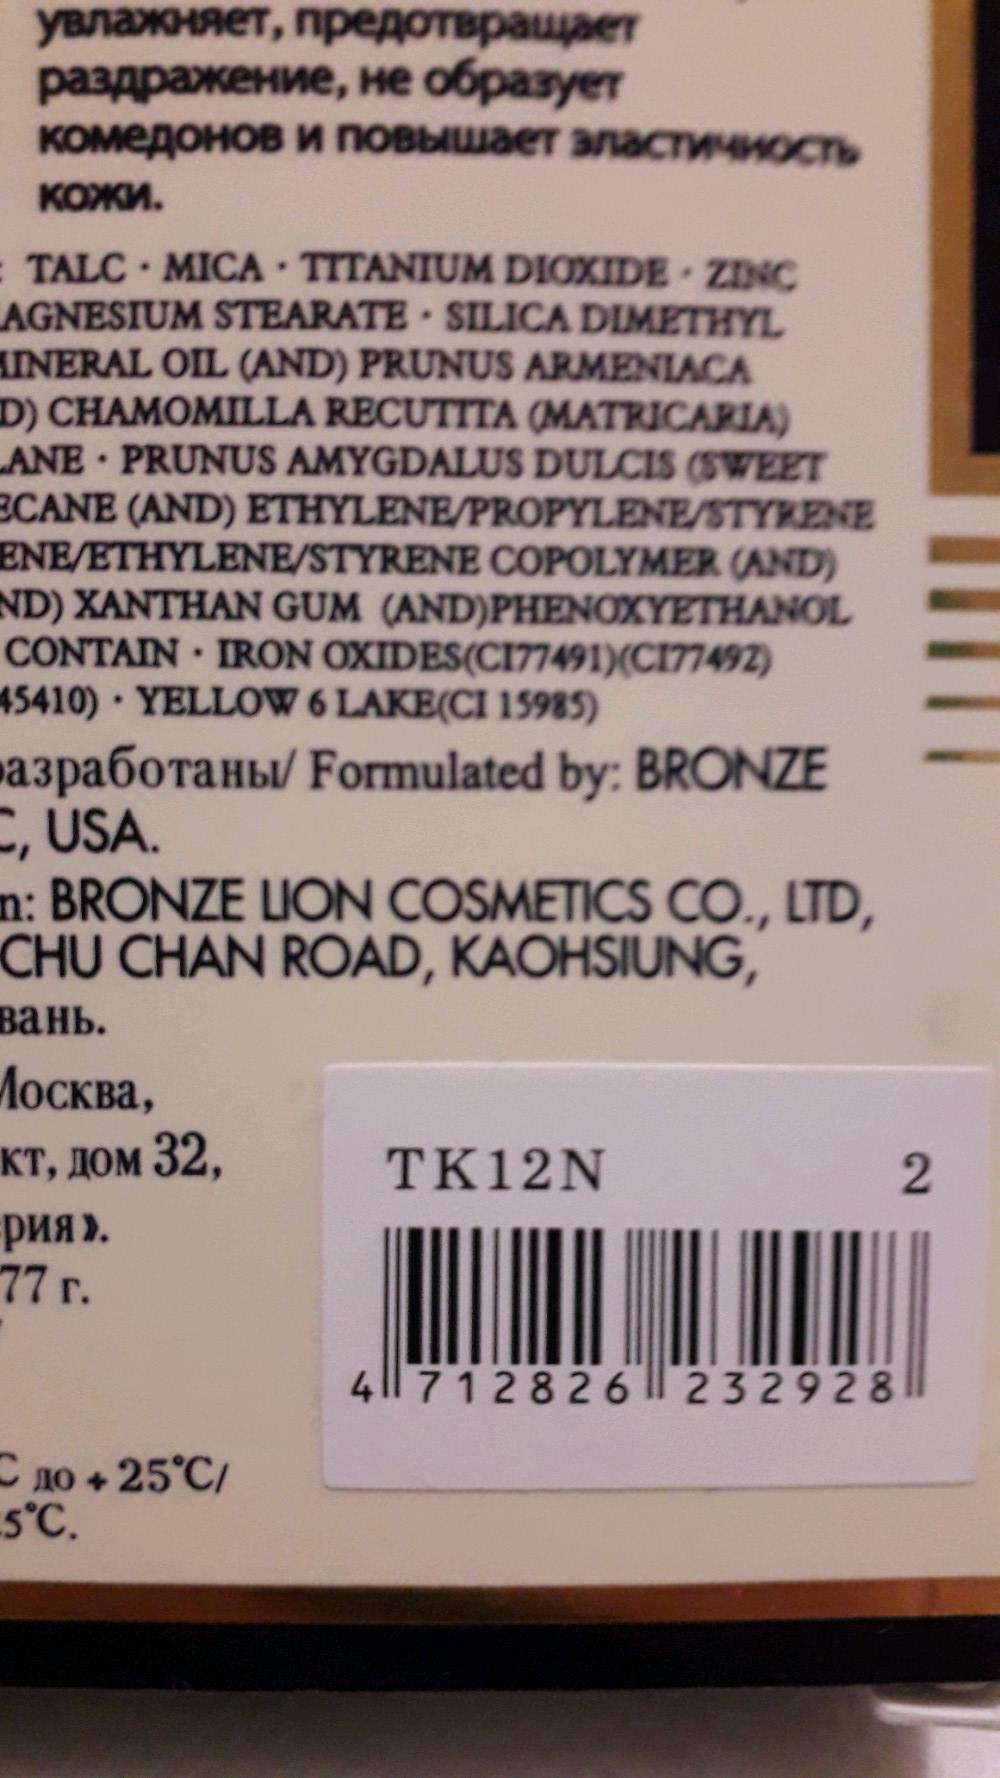 увлажняет, предотвращает
раздражение, не образует
комедонов и повышает эластичность
кожи.
: TALC · MICA · TITANIUM DIOXIDE · ZINC
AGNESIUM STEARATE · SILICA DIMETHYL
MINERAL OIL (AND) PRUNUS ARMENIACA
D) CHAMOMILLA RECUTITA (MATRICARIA)
LANE · PRUNUS AMYGDALUS DULCIS (SWEET
ECANE (AND) ETHYLENE/PROPYLENE/STYRENE
ENE/ETHYLENE/STYRENE COPOLYMER (AND)
ND) XANTHAN GUM (AND)PHENOXYETHANOL
CONTAIN · IRON OXIDES(CI77491)(CI77492)
45410) · YELLOW 6 LAKE(CI 15985)
разработаны/ Formulated by: BRONZE
C, USA.
n: BRONZE LION COSMETICS CO., LTD,
CHU CHAN ROAD, KAOHSIUNG,
вань.
Москва,
кт, дом 32,
ерия».
77 г.
C до + 25°C/
5°C.
TK12N 2
4 712826 232928